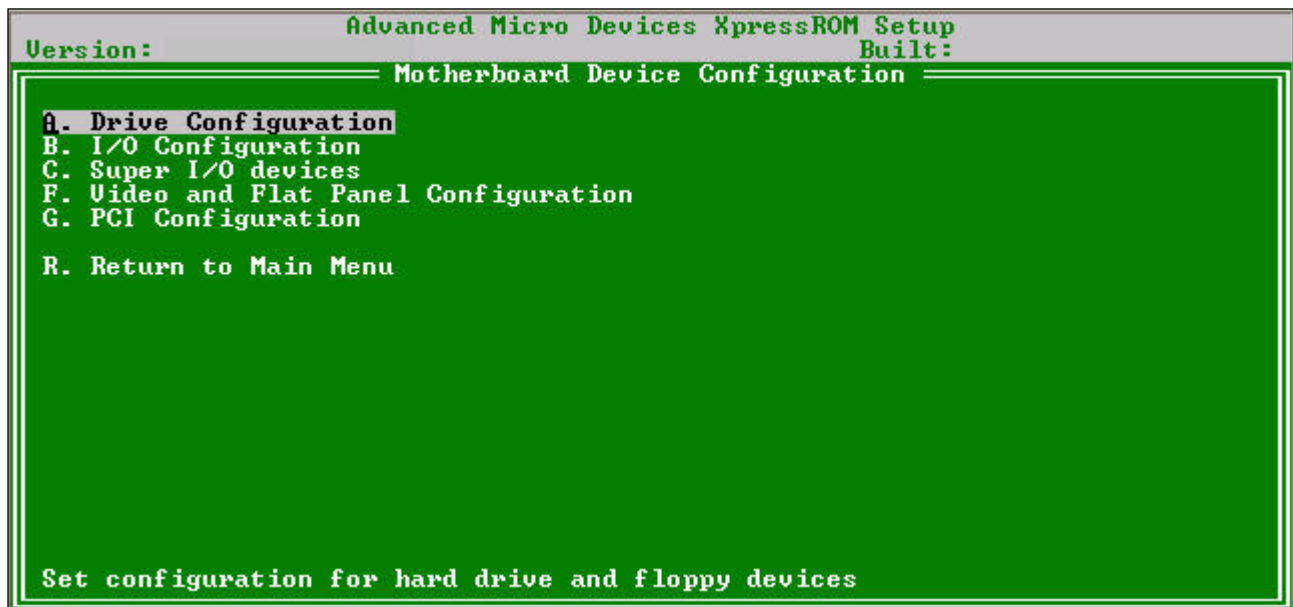 Advanced Micro Devices XpressROM Setup
Version: Built:
Motherboard Device Configuration
A. Drive Configuration
B. I/O Configuration
C. Super I/O devices
F. Video and Flat Panel Configuration
G. PCI Configuration
R. Return to Main Menu
Set configuration for hard drive and floppy devices